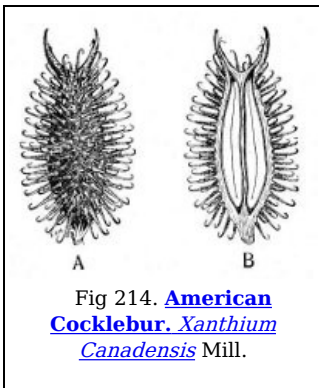 A B
Fig 214. American
Cocklebur. Xanthium
Canadensis Mill.